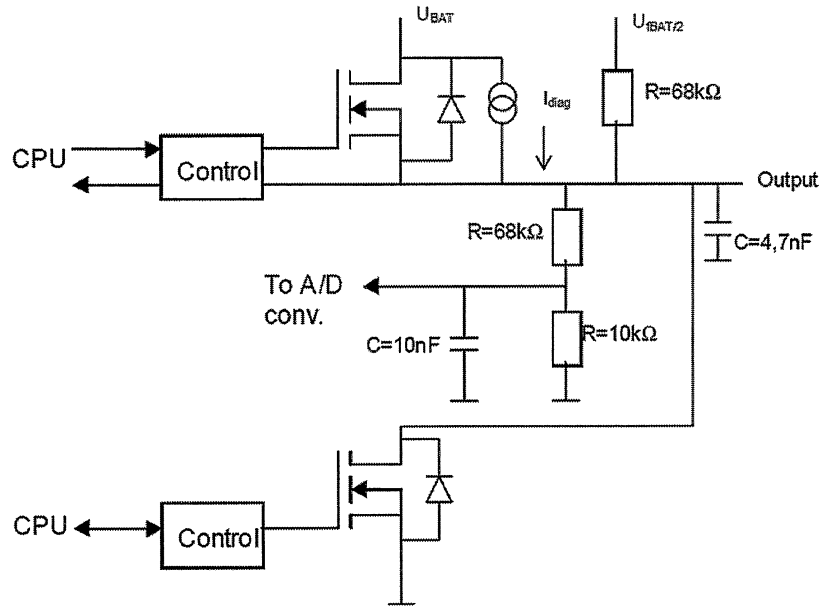 U_BAT
U_fBAT/2
R=68kΩ
I_diag
CPU
Control
Output
R=68kΩ
C=4,7nF
To A/D
conv.
C=10nF
R=10kΩ
CPU
Control